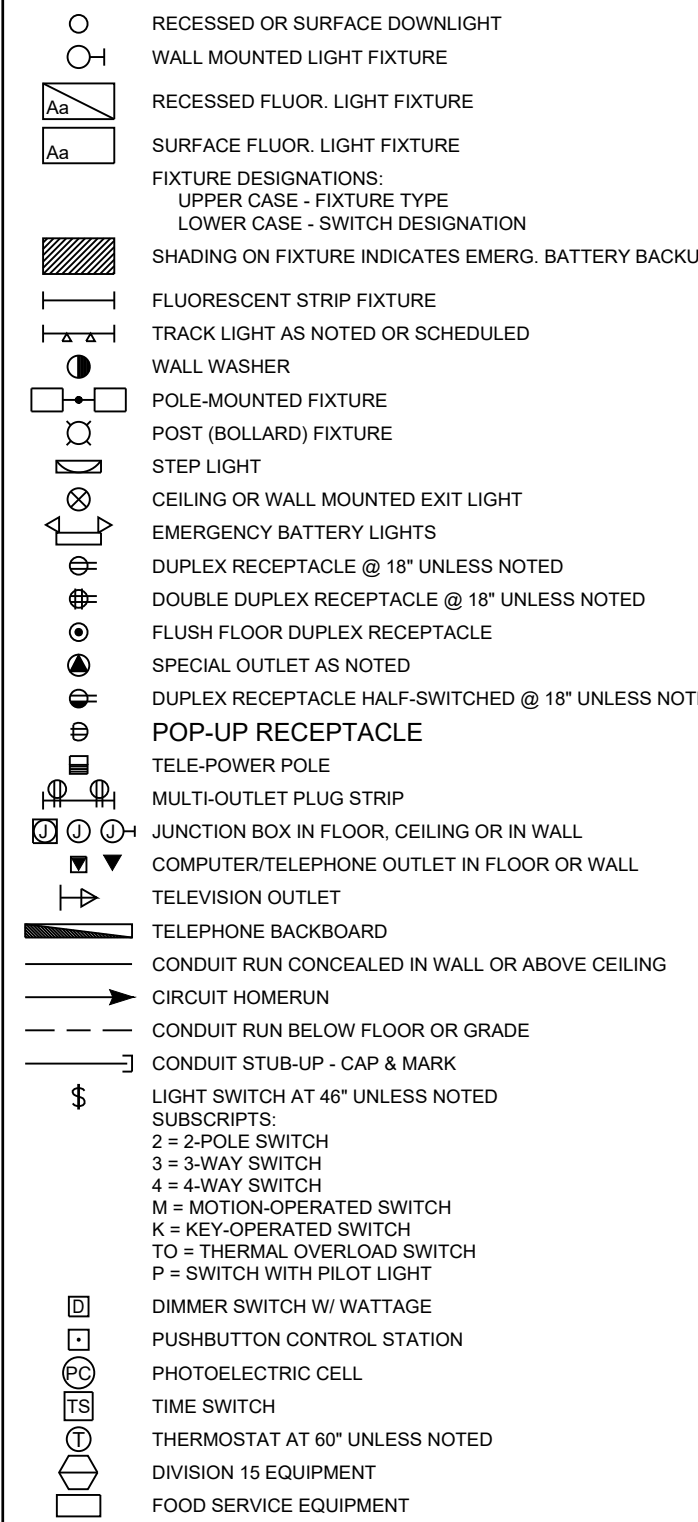 RECESSED OR SURFACE DOWNLIGHT
WALL MOUNTED LIGHT FIXTURE
Aa RECESSED FLUOR. LIGHT FIXTURE
Aa SURFACE FLUOR. LIGHT FIXTURE
FIXTURE DESIGNATIONS:
UPPER CASE - FIXTURE TYPE
LOWER CASE - SWITCH DESIGNATION
SHADING ON FIXTURE INDICATES EMERG. BATTERY BACKU
FLUORESCENT STRIP FIXTURE
TRACK LIGHT AS NOTED OR SCHEDULED
WALL WASHER
POLE-MOUNTED FIXTURE
POST (BOLLARD) FIXTURE
STEP LIGHT
CEILING OR WALL MOUNTED EXIT LIGHT
EMERGENCY BATTERY LIGHTS
DUPLEX RECEPTACLE @ 18" UNLESS NOTED
DOUBLE DUPLEX RECEPTACLE @ 18" UNLESS NOTED
FLUSH FLOOR DUPLEX RECEPTACLE
SPECIAL OUTLET AS NOTED
DUPLEX RECEPTACLE HALF-SWITCHED @ 18" UNLESS NOT
POP-UP RECEPTACLE
TELE-POWER POLE
MULTI-OUTLET PLUG STRIP
J J J JUNCTION BOX IN FLOOR, CEILING OR IN WALL
COMPUTER/TELEPHONE OUTLET IN FLOOR OR WALL
TELEVISION OUTLET
TELEPHONE BACKBOARD
CONDUIT RUN CONCEALED IN WALL OR ABOVE CEILING
CIRCUIT HOMERUN
CONDUIT RUN BELOW FLOOR OR GRADE
CONDUIT STUB-UP - CAP & MARK
$ LIGHT SWITCH AT 46" UNLESS NOTED
SUBSCRIPTS:
2 = 2-POLE SWITCH
3 = 3-WAY SWITCH
4 = 4-WAY SWITCH
M = MOTION-OPERATED SWITCH
K = KEY-OPERATED SWITCH
TO = THERMAL OVERLOAD SWITCH
P = SWITCH WITH PILOT LIGHT
D DIMMER SWITCH W/ WATTAGE
PUSHBUTTON CONTROL STATION
PC PHOTOELECTRIC CELL
TS TIME SWITCH
T THERMOSTAT AT 60" UNLESS NOTED
DIVISION 15 EQUIPMENT
FOOD SERVICE EQUIPMENT